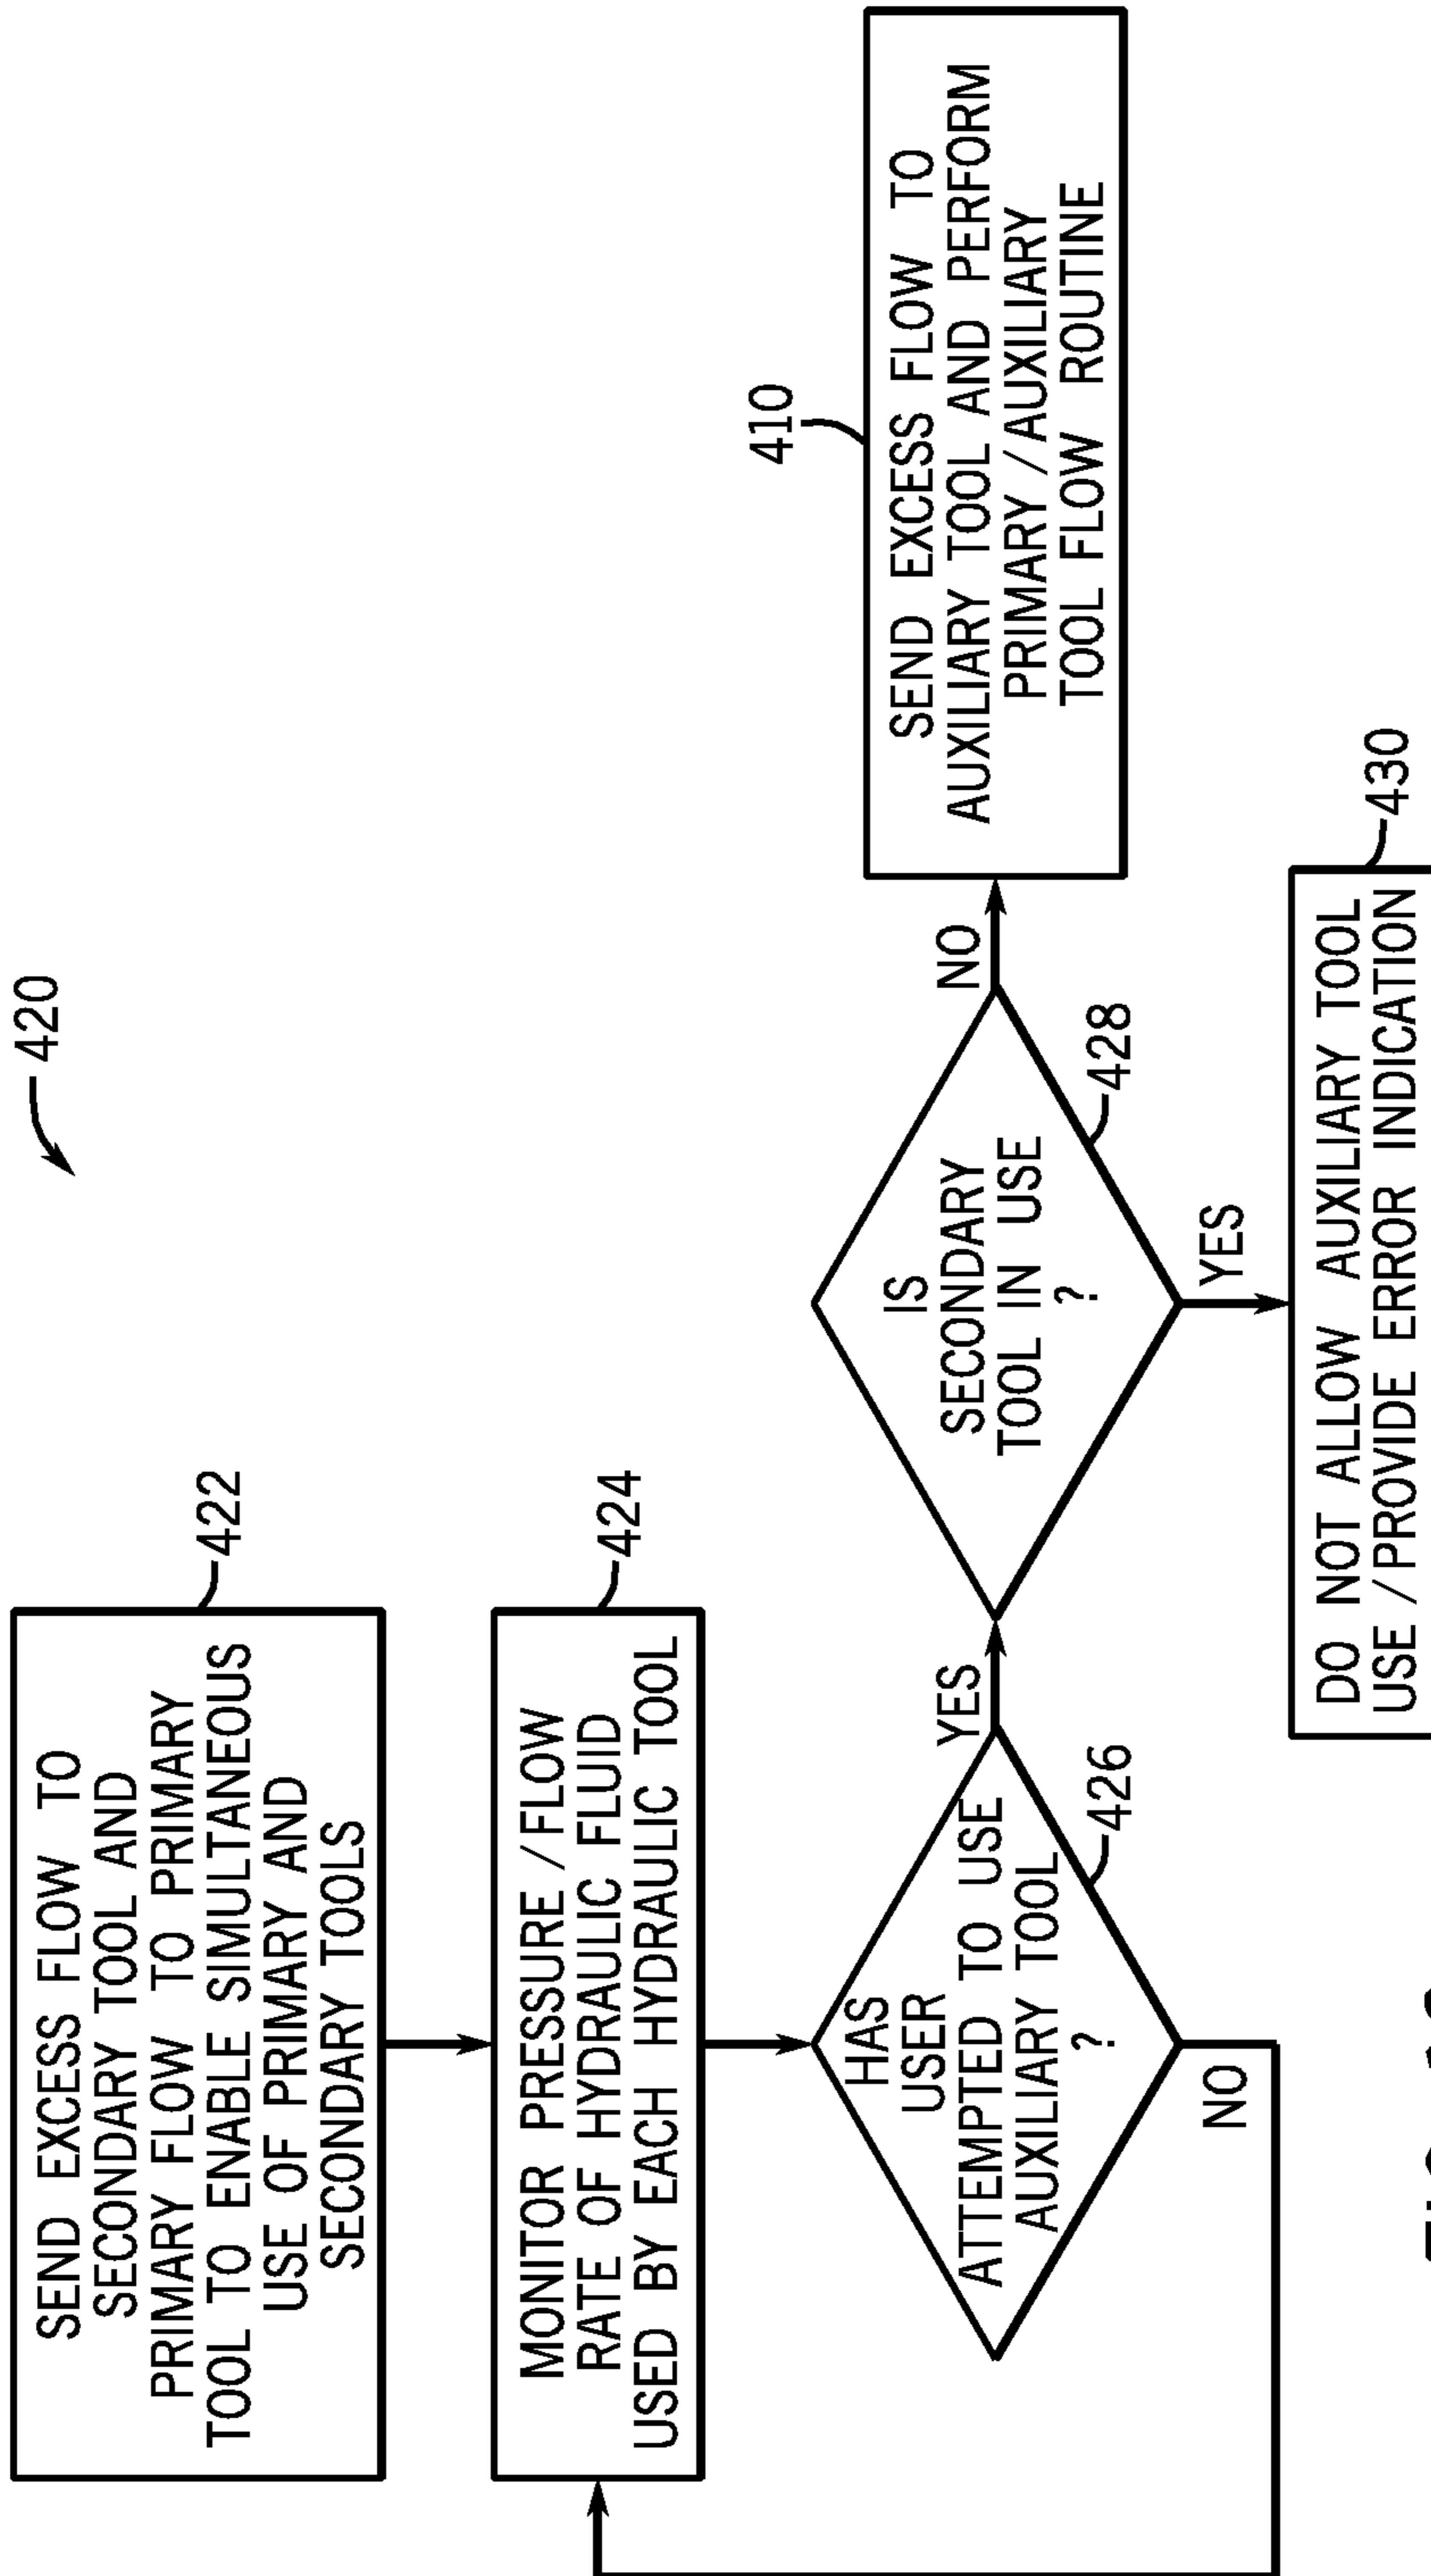 420
SEND EXCESS FLOW TO
SECONDARY TOOL AND
PRIMARY FLOW TO PRIMARY
TOOL TO ENABLE SIMULTANEOUS
USE OF PRIMARY AND
SECONDARY TOOLS
422
MONITOR PRESSURE/FLOW
RATE OF HYDRAULIC FLUID
USED BY EACH HYDRAULIC TOOL
424
HAS
USER
ATTEMPTED TO USE
AUXILIARY TOOL
?
426
YES
NO
IS
SECONDARY
TOOL IN USE
?
428
NO
YES
410
SEND EXCESS FLOW TO
AUXILIARY TOOL AND PERFORM
PRIMARY/AUXILIARY
TOOL FLOW ROUTINE
DO NOT ALLOW AUXILIARY TOOL
USE/PROVIDE ERROR INDICATION
430